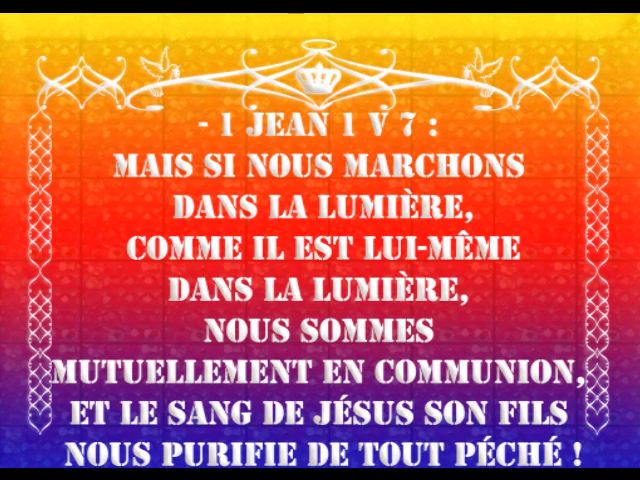 - 1 JEAN 1 V 7 :
MAIS SI NOUS MARCHONS
DANS LA LUMIÈRE,
COMME IL EST LUI-MÊME
DANS LA LUMIÈRE,
NOUS SOMMES
MUTUELLEMENT EN COMMUNION,
ET LE SANG DE JÉSUS SON FILS
NOUS PURIFIE DE TOUT PÉCHÉ !